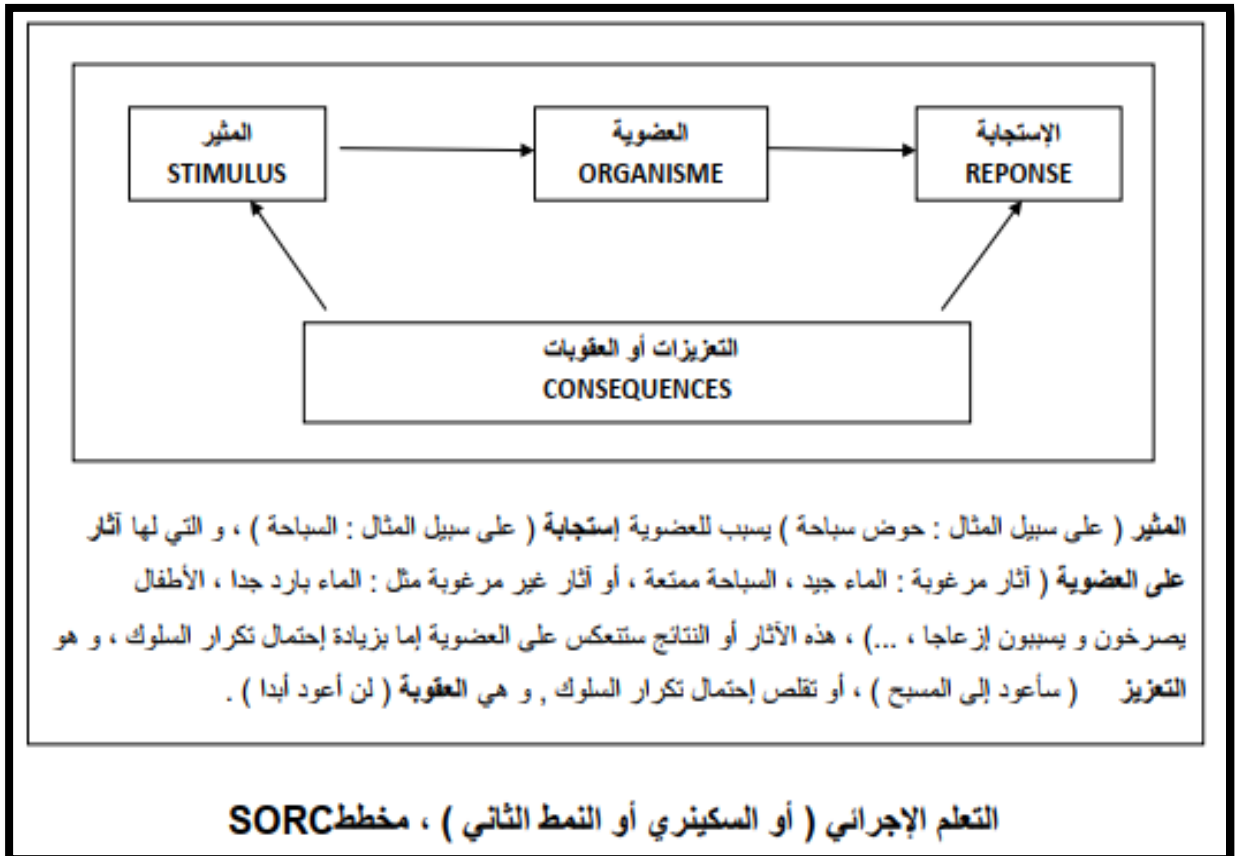 المثير
STIMULUS
العضوية
ORGANISME
الإستجابة
REPONSE
التعزيزات أو العقوبات
CONSEQUENCES
المثير ( على سبيل المثال : حوض سباحة ) يسبب للعضوية إستجابة ( على سبيل المثال : السباحة ) ، و التي لها آثار
على العضوية ( آثار مرغوبة : الماء جيد ، السباحة ممتعة ، أو آثار غير مرغوبة مثل : الماء بارد جدا ، الأطفال
يصرخون و يسببون إزعاجا ، ...) ، هذه الآثار أو النتائج ستنعكس على العضوية إما بزيادة إحتمال تكرار السلوك ، و هو
التعزيز ( سأعود إلى المسبح ) ، أو تقلص إحتمال تكرار السلوك , و هي العقوبة ( لن أعود أبدا ) .
التعلم الإجرائي ( أو السكينري أو النمط الثاني ) ، مخططSORC